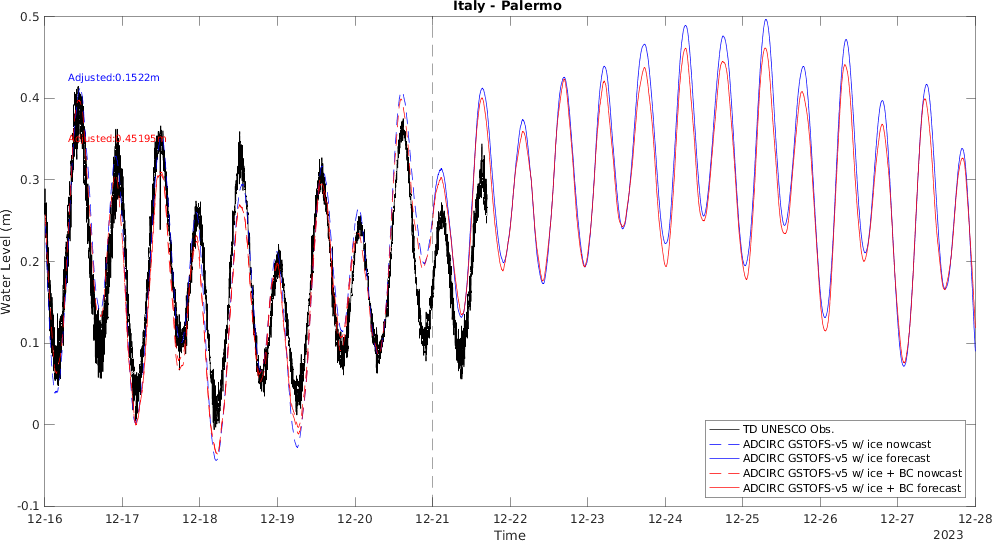 Italy - Palermo
Water Level (m)
0.5
0.4
0.3
0.2
0.1
0
-0.1
Adjusted:0.1522m
Adjusted:0.45195m
TD UNESCO Obs.
ADCIRC GSTOFS-v5 w/ ice nowcast
ADCIRC GSTOFS-v5 w/ ice forecast
ADCIRC GSTOFS-v5 w/ ice + BC nowcast
ADCIRC GSTOFS-v5 w/ ice + BC forecast
12-16 12-17 12-18 12-19 12-20 12-21 12-22 12-23 12-24 12-25 12-26 12-27 12-28
Time
2023